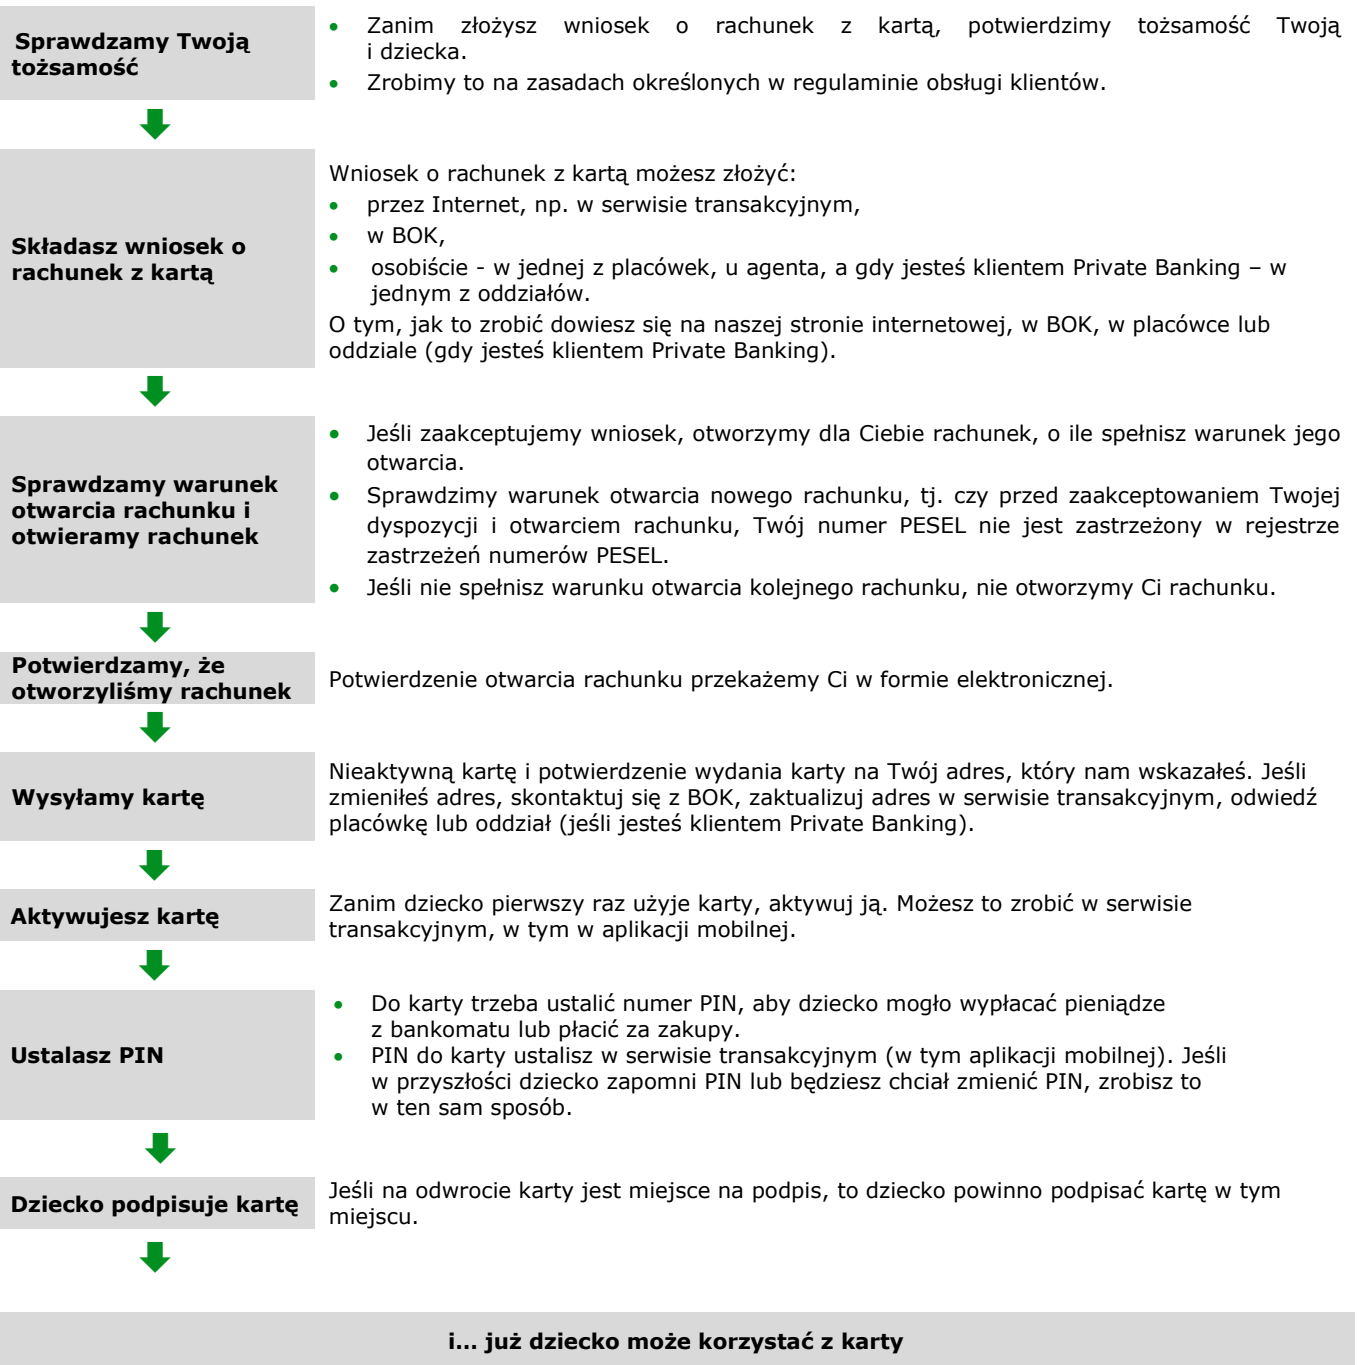 Sprawdzamy Twoją
tożsamość
• Zanim złożysz wniosek o rachunek z kartą, potwierdzimy tożsamość Twoją
i dziecka.
• Zrobimy to na zasadach określonych w regulaminie obsługi klientów.
Składasz wniosek o
rachunek z kartą
Wniosek o rachunek z kartą możesz złożyć:
• przez Internet, np. w serwisie transakcyjnym,
• w BOK,
• osobiście - w jednej z placówek, u agenta, a gdy jesteś klientem Private Banking – w
jednym z oddziałów.
O tym, jak to zrobić dowiesz się na naszej stronie internetowej, w BOK, w placówce lub
oddziale (gdy jesteś klientem Private Banking).
Sprawdzamy warunek
otwarcia rachunku i
otwieramy rachunek
• Jeśli zaakceptujemy wniosek, otworzymy dla Ciebie rachunek, o ile spełnisz warunek jego
otwarcia.
• Sprawdzimy warunek otwarcia nowego rachunku, tj. czy przed zaakceptowaniem Twojej
dyspozycji i otwarciem rachunku, Twój numer PESEL nie jest zastrzeżony w rejestrze
zastrzeżeń numerów PESEL.
• Jeśli nie spełnisz warunku otwarcia kolejnego rachunku, nie otworzymy Ci rachunku.
Potwierdzamy, że
otworzyliśmy rachunek
Potwierdzenie otwarcia rachunku przekażemy Ci w formie elektronicznej.
Wysyłamy kartę
Nieaktywną kartę i potwierdzenie wydania karty na Twój adres, który nam wskazałeś. Jeśli
zmieniłeś adres, skontaktuj się z BOK, zaktualizuj adres w serwisie transakcyjnym, odwiedź
placówkę lub oddział (jeśli jesteś klientem Private Banking).
Aktywujesz kartę
Zanim dziecko pierwszy raz użyje karty, aktywuj ją. Możesz to zrobić w serwisie
transakcyjnym, w tym w aplikacji mobilnej.
Ustalasz PIN
• Do karty trzeba ustalić numer PIN, aby dziecko mogło wypłacać pieniądze
z bankomatu lub płacić za zakupy.
• PIN do karty ustalisz w serwisie transakcyjnym (w tym aplikacji mobilnej). Jeśli
w przyszłości dziecko zapomni PIN lub będziesz chciał zmienić PIN, zrobisz to
w ten sam sposób.
Dziecko podpisuje kartę
Jeśli na odwrocie karty jest miejsce na podpis, to dziecko powinno podpisać kartę w tym
miejscu.
i... już dziecko może korzystać z karty